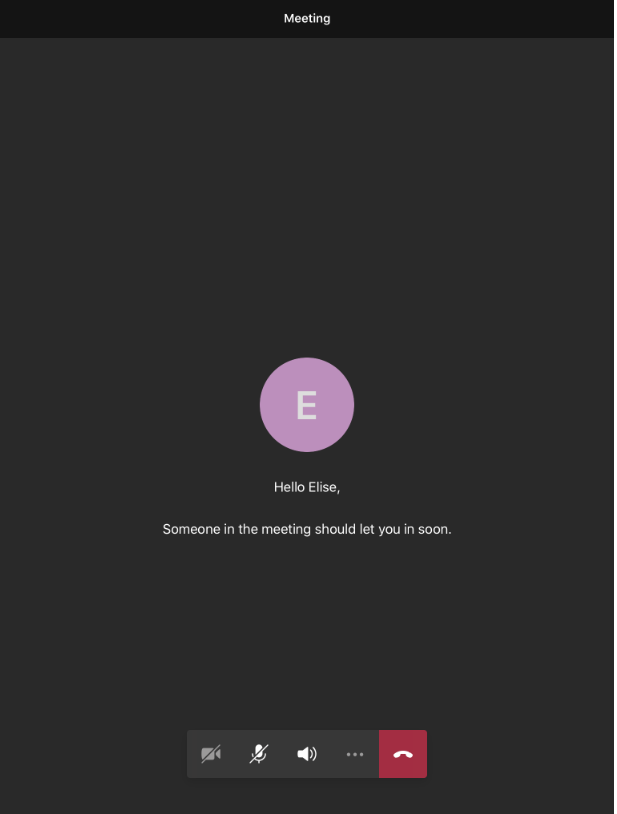 Meeting
E
Hello Elise,
Someone in the meeting should let you in soon.